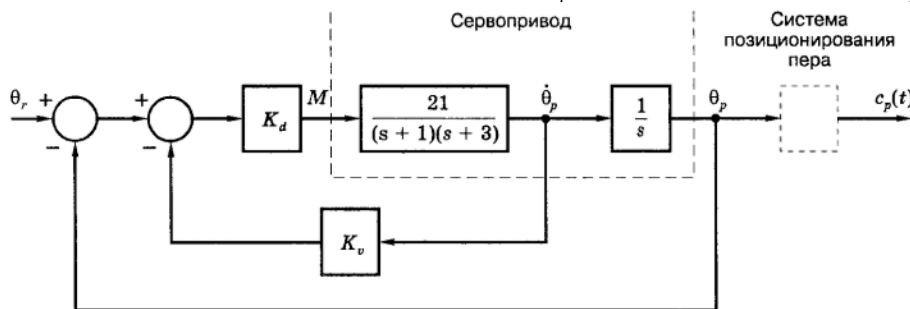 Сервопривод
Система
позиционирования
пера
θr
+
−
+
−
Kd
M
21
(s + 1)(s + 3)
θ̇p
1
s
θp
cp(t)
Kv